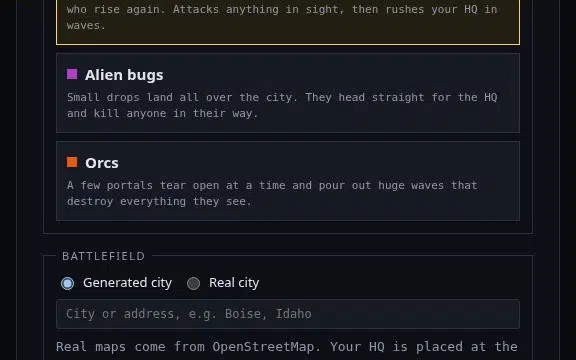 who rise again. Attacks anything in sight, then rushes your HQ in
waves.
Alien bugs
Small drops land all over the city. They head straight for the HQ
and kill anyone in their way.
Orcs
A few portals tear open at a time and pour out huge waves that
destroy everything they see.
BATTLEFIELD
Generated city
Real city
City or address, e.g. Boise, Idaho
Real maps come from OpenStreetMap. Your HQ is placed at the